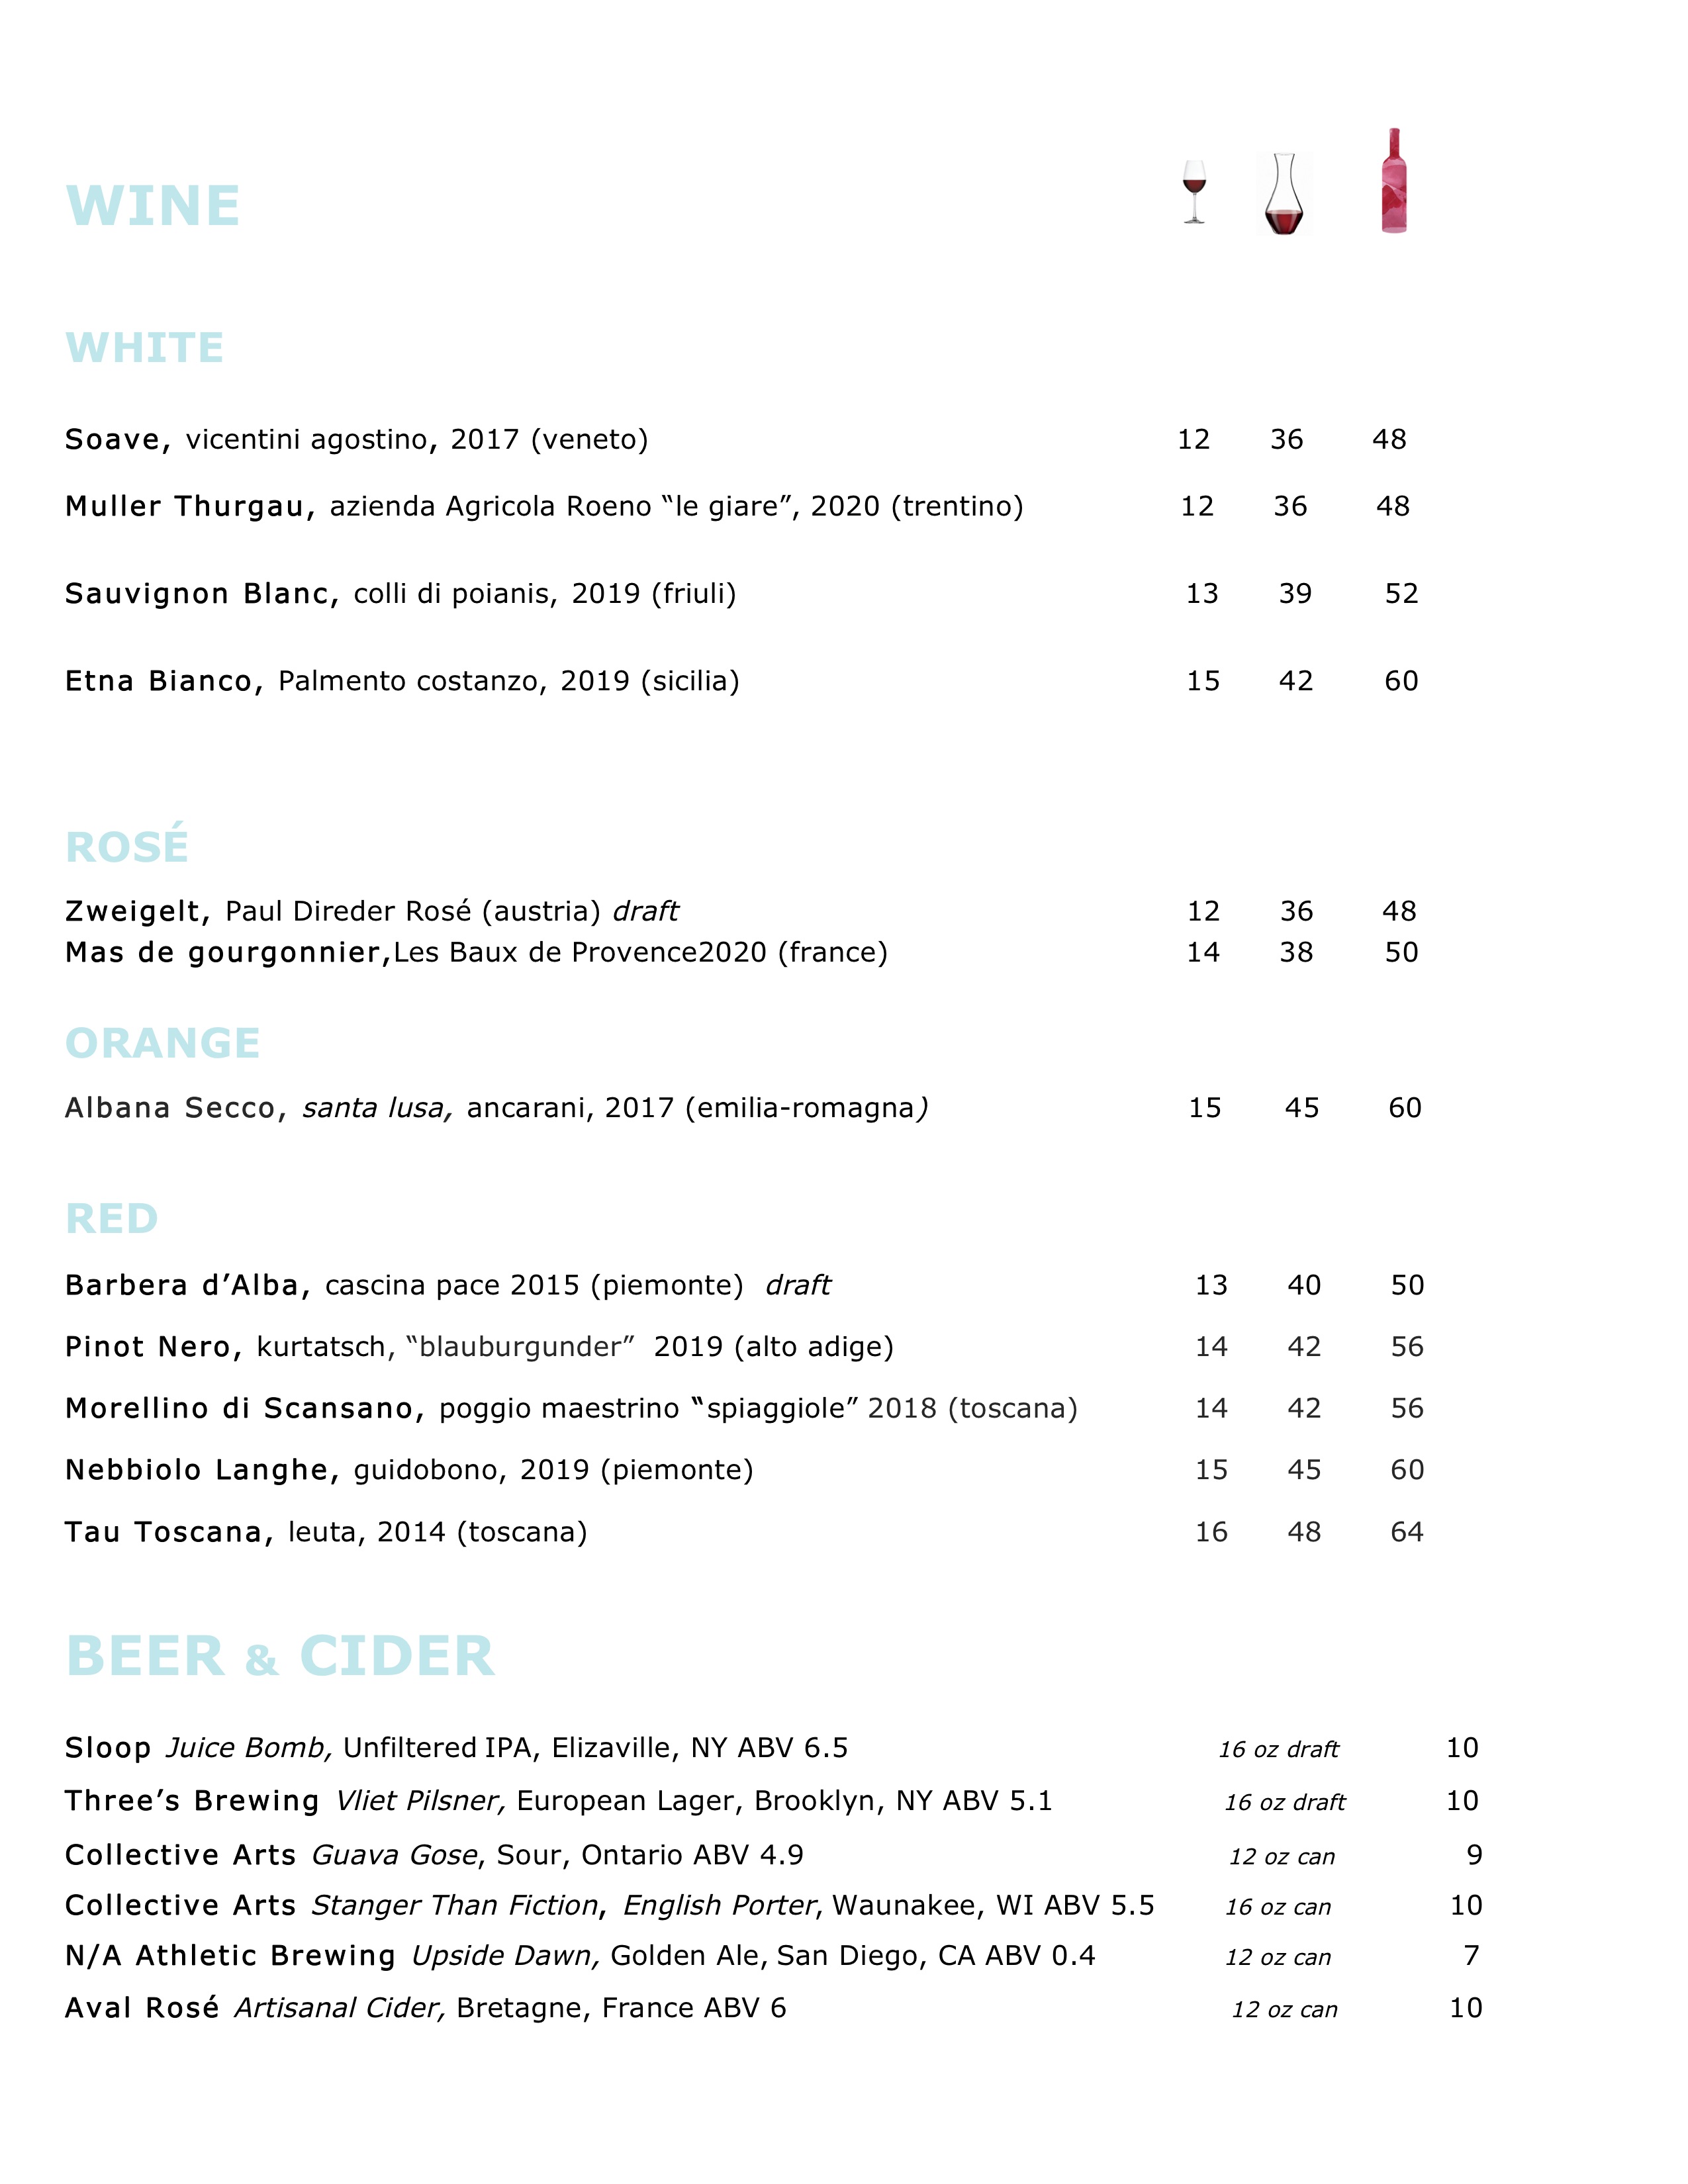 WINE
WHITE
Soave, vicentini agostino, 2017 (veneto) 12 36 48
Muller Thurgau, azienda Agricola Roeno “le giare”, 2020 (trentino) 12 36 48
Sauvignon Blanc, colli di poianis, 2019 (friuli) 13 39 52
Etna Bianco, Palmento costanzo, 2019 (sicilia) 15 42 60
ROSÉ
Zweigelt, Paul Direder Rosé (austria) draft 12 36 48
Mas de gourgonnier,Les Baux de Provence2020 (france) 14 38 50
ORANGE
Albana Secco, santa lusa, ancarani, 2017 (emilia-romagna) 15 45 60
RED
Barbera d’Alba, cascina pace 2015 (piemonte) draft 13 40 50
Pinot Nero, kurtatsch, “blauburgunder” 2019 (alto adige) 14 42 56
Morellino di Scansano, poggio maestrino “spiaggiole” 2018 (toscana) 14 42 56
Nebbiolo Langhe, guidobono, 2019 (piemonte) 15 45 60
Tau Toscana, leuta, 2014 (toscana) 16 48 64
BEER & CIDER
Sloop Juice Bomb, Unfiltered IPA, Elizaville, NY ABV 6.5 16 oz draft 10
Three’s Brewing Vliet Pilsner, European Lager, Brooklyn, NY ABV 5.1 16 oz draft 10
Collective Arts Guava Gose, Sour, Ontario ABV 4.9 12 oz can 9
Collective Arts Stanger Than Fiction, English Porter, Waunakee, WI ABV 5.5 16 oz can 10
N/A Athletic Brewing Upside Dawn, Golden Ale, San Diego, CA ABV 0.4 12 oz can 7
Aval Rosé Artisanal Cider, Bretagne, France ABV 6 12 oz can 10